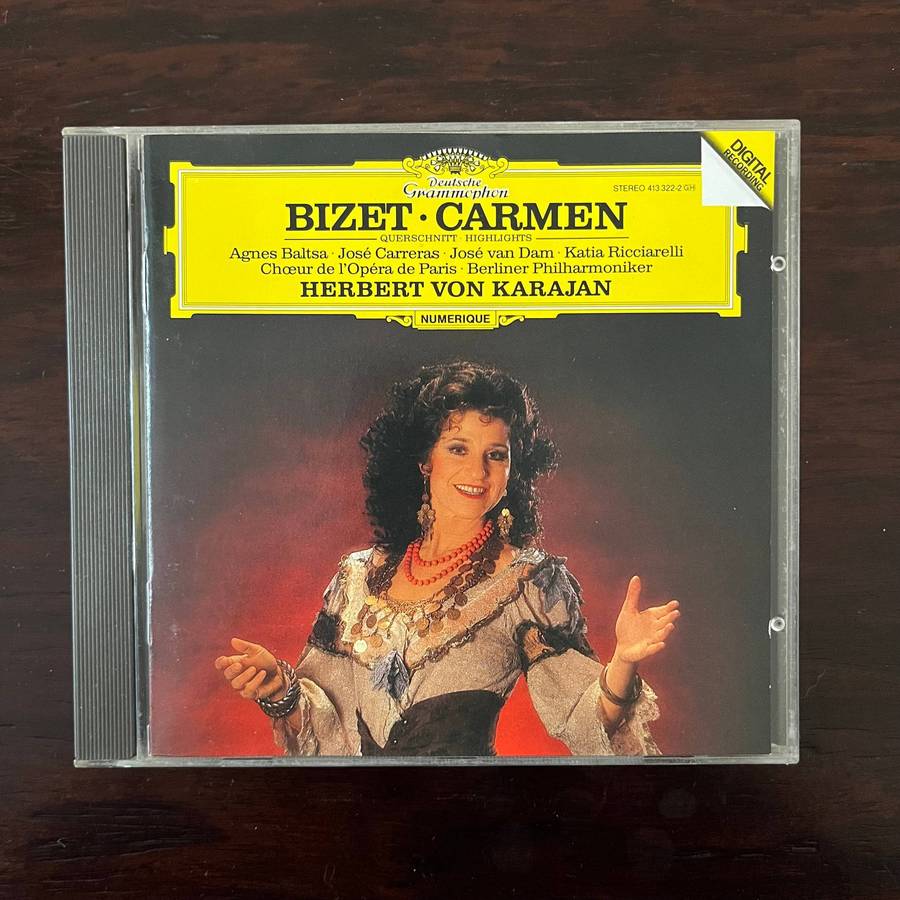 DIGITAL
RECORDING
Deutsche
Grammophon
STEREO 413 322-2 GH
BIZET · CARMEN
QUERSCHNITT · HIGHLIGHTS
Agnes Baltsa · José Carreras · José van Dam · Katia Ricciarelli
Chœur de l'Opéra de Paris · Berliner Philharmoniker
HERBERT VON KARAJAN
NUMERIQUE